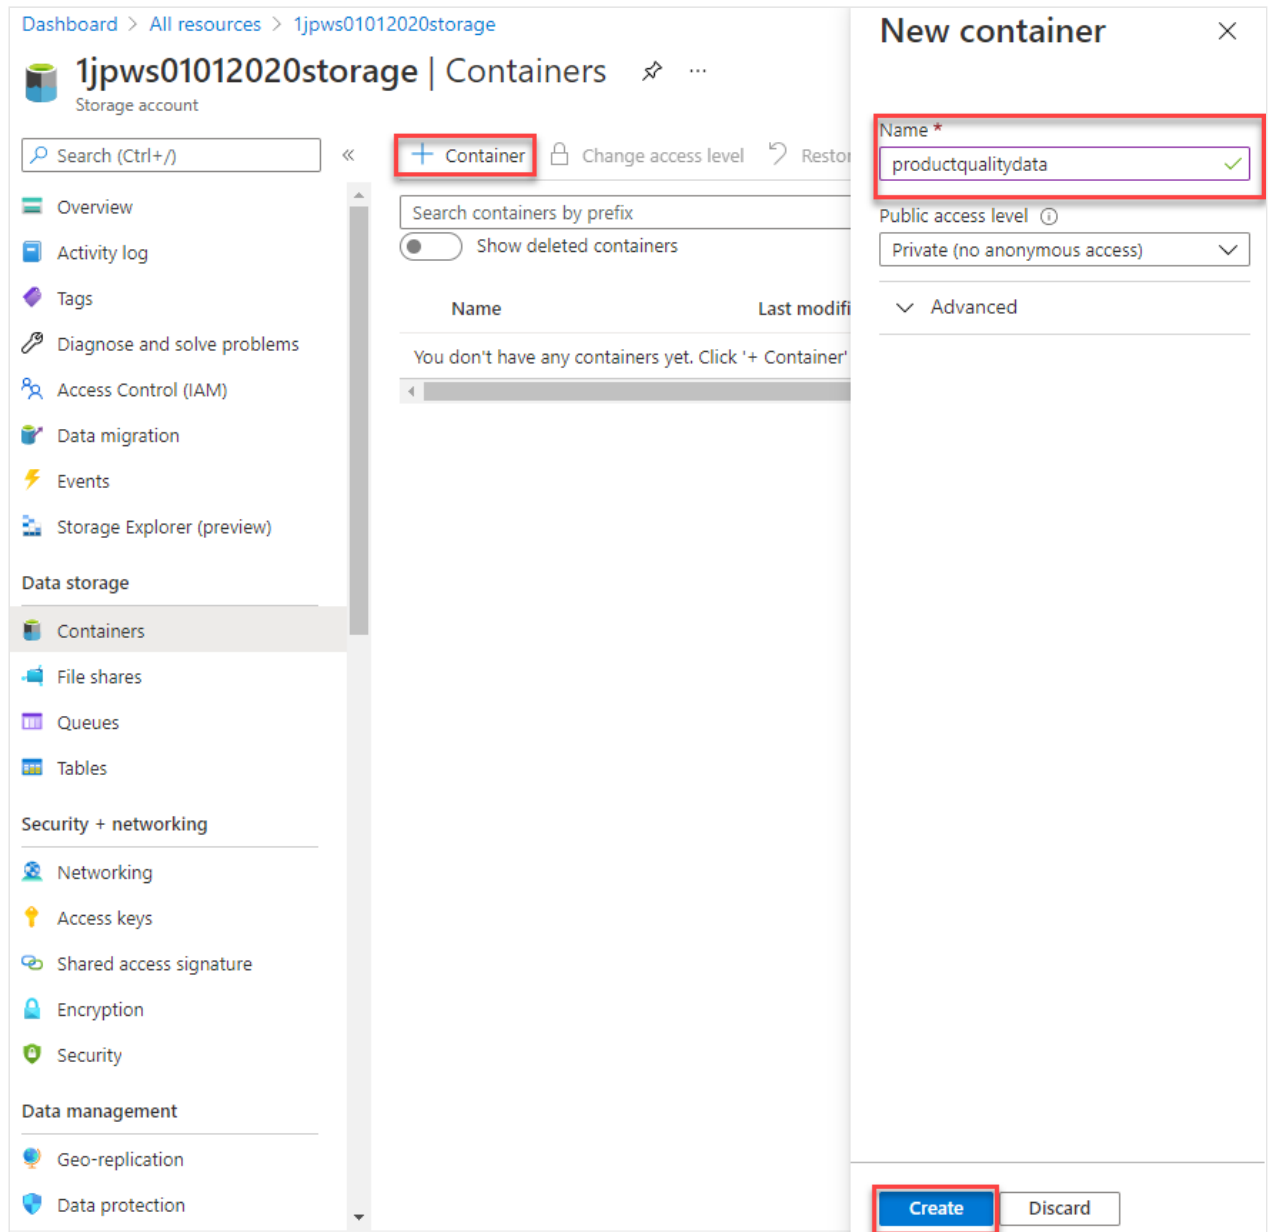 Dashboard > All resources > 1jpws01012020storage
1jpws01012020storage | Containers ...
Storage account
Search (Ctrl+/)
Overview
Activity log
Tags
Diagnose and solve problems
Access Control (IAM)
Data migration
Events
Storage Explorer (preview)
Data storage
Containers
File shares
Queues
Tables
Security + networking
Networking
Access keys
Shared access signature
Encryption
Security
Data management
Geo-replication
Data protection
+ Container Change access level Restor
Search containers by prefix
Show deleted containers
Name Last modifi
You don't have any containers yet. Click '+ Container'
New container
Name *
productqualitydata
Public access level
Private (no anonymous access)
Advanced
Create Discard